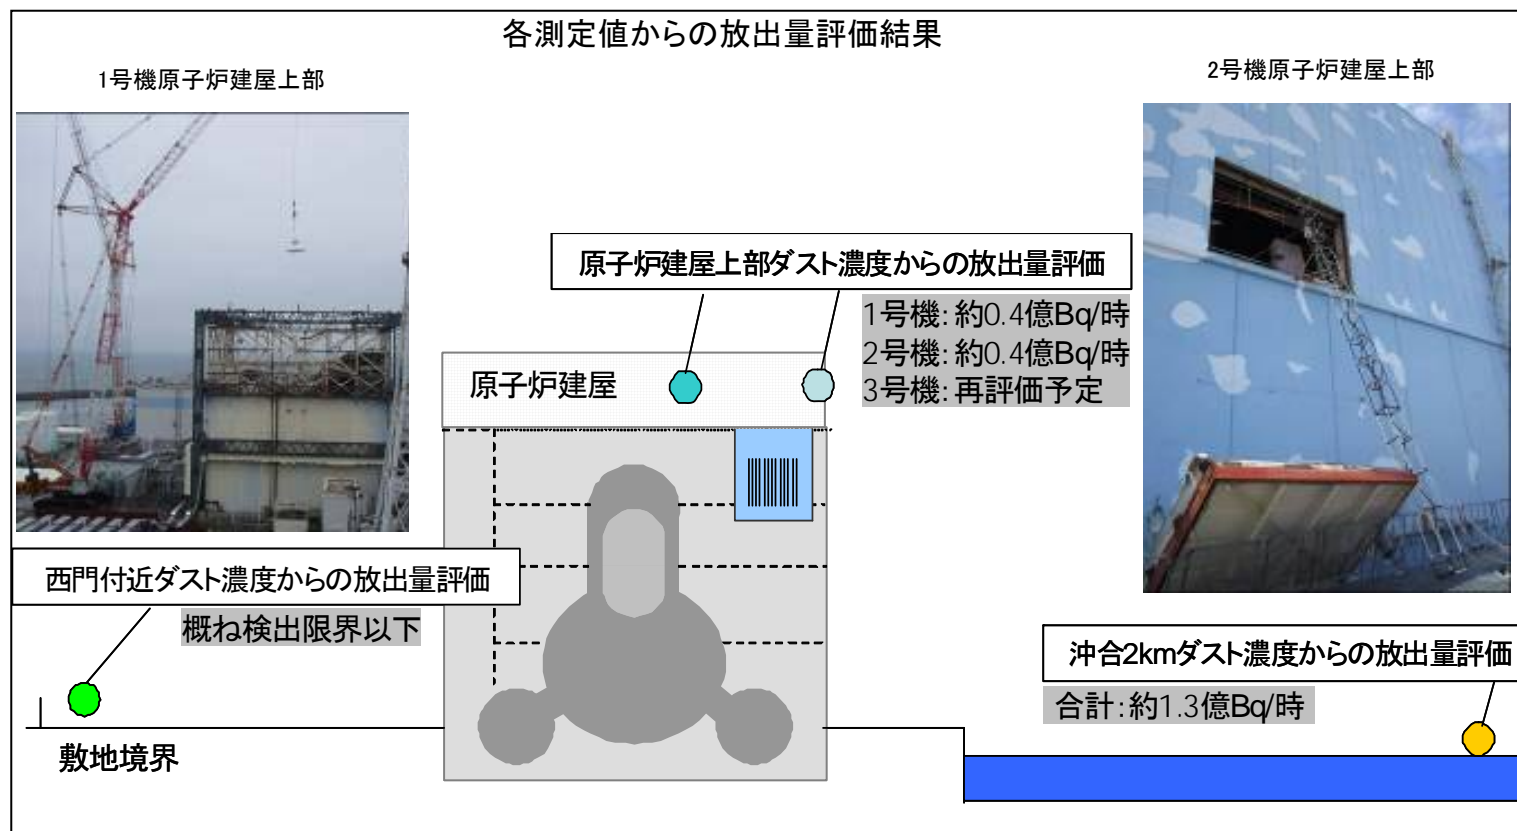 各測定値からの放出量評価結果
1号機原子炉建屋上部
2号機原子炉建屋上部
原子炉建屋上部ダスト濃度からの放出量評価
1号機：約0.4億Bq/時
2号機：約0.4億Bq/時
3号機：再評価予定
原子炉建屋
西門付近ダスト濃度からの放出量評価
概ね検出限界以下
沖合2kmダスト濃度からの放出量評価
合計：約1.3億Bq/時
敷地境界